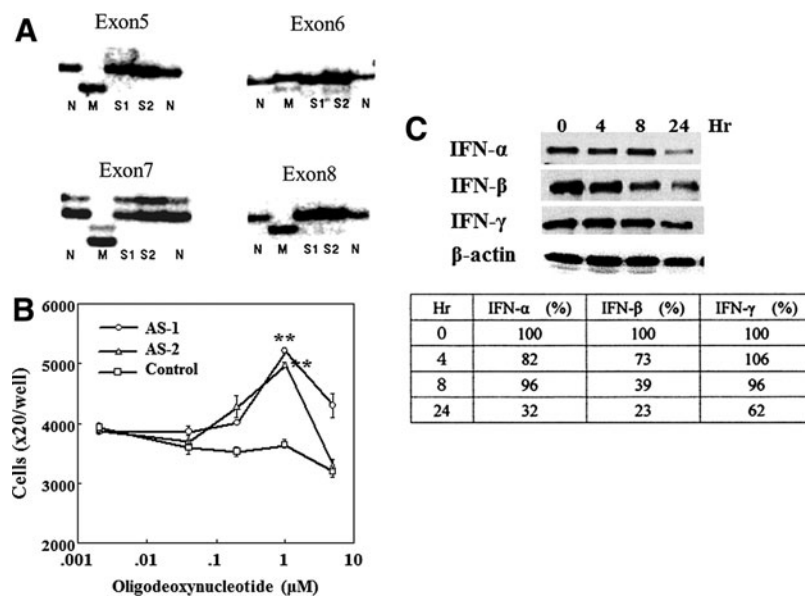 A
Exon5
N M S1 S2 N
Exon6
N M S1 S2 N
Exon7
N M S1 S2 N
Exon8
N M S1 S2 N
B
6000
5000
4000
3000
2000
Cells (x20/well)
AS-1
AS-2
Control
**
**
.001 .01 .1 1 10
Oligodeoxynucleotide (µM)
C
0 4 8 24 Hr
IFN-α
IFN-β
IFN-γ
β-actin
Hr IFN-α (%) IFN-β (%) IFN-γ (%)
0 100 100 100
4 82 73 106
8 96 39 96
24 32 23 62